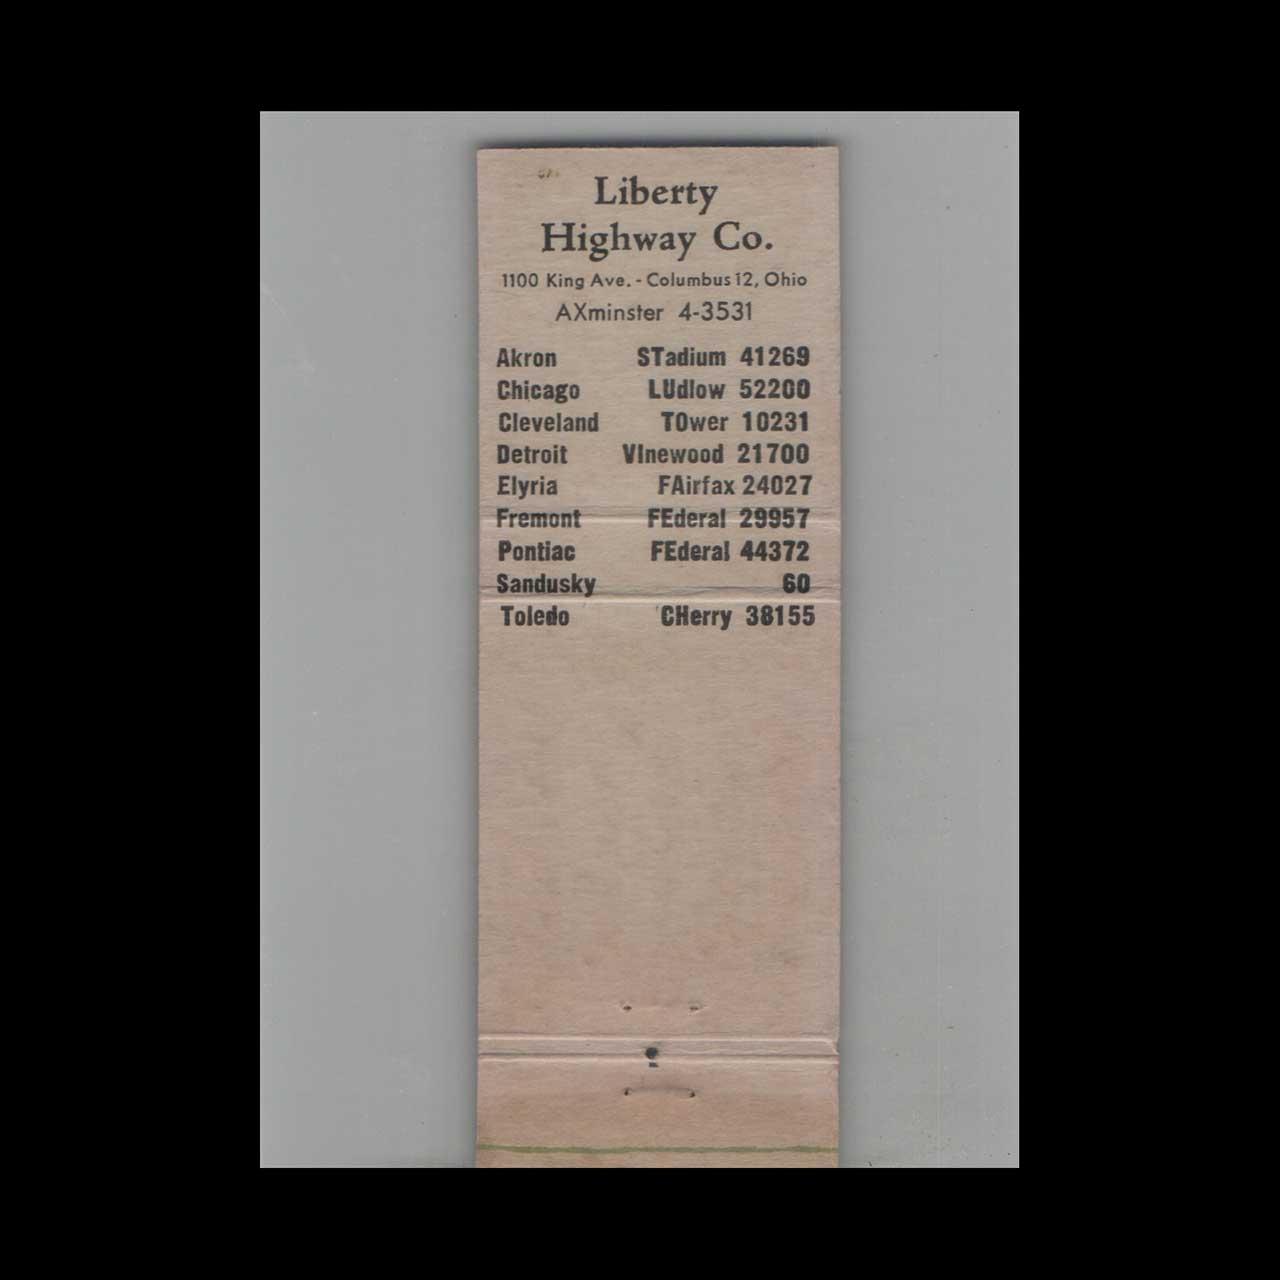 Liberty
Highway Co.
1100 King Ave. - Columbus 12, Ohio
AXminster 4-3531
Akron STadium 41269
Chicago LUdlow 52200
Cleveland TOwer 10231
Detroit VInewood 21700
Elyria FAirfax 24027
Fremont FEderal 29957
Pontiac FEderal 44372
Sandusky 60
Toledo CHerry 38155